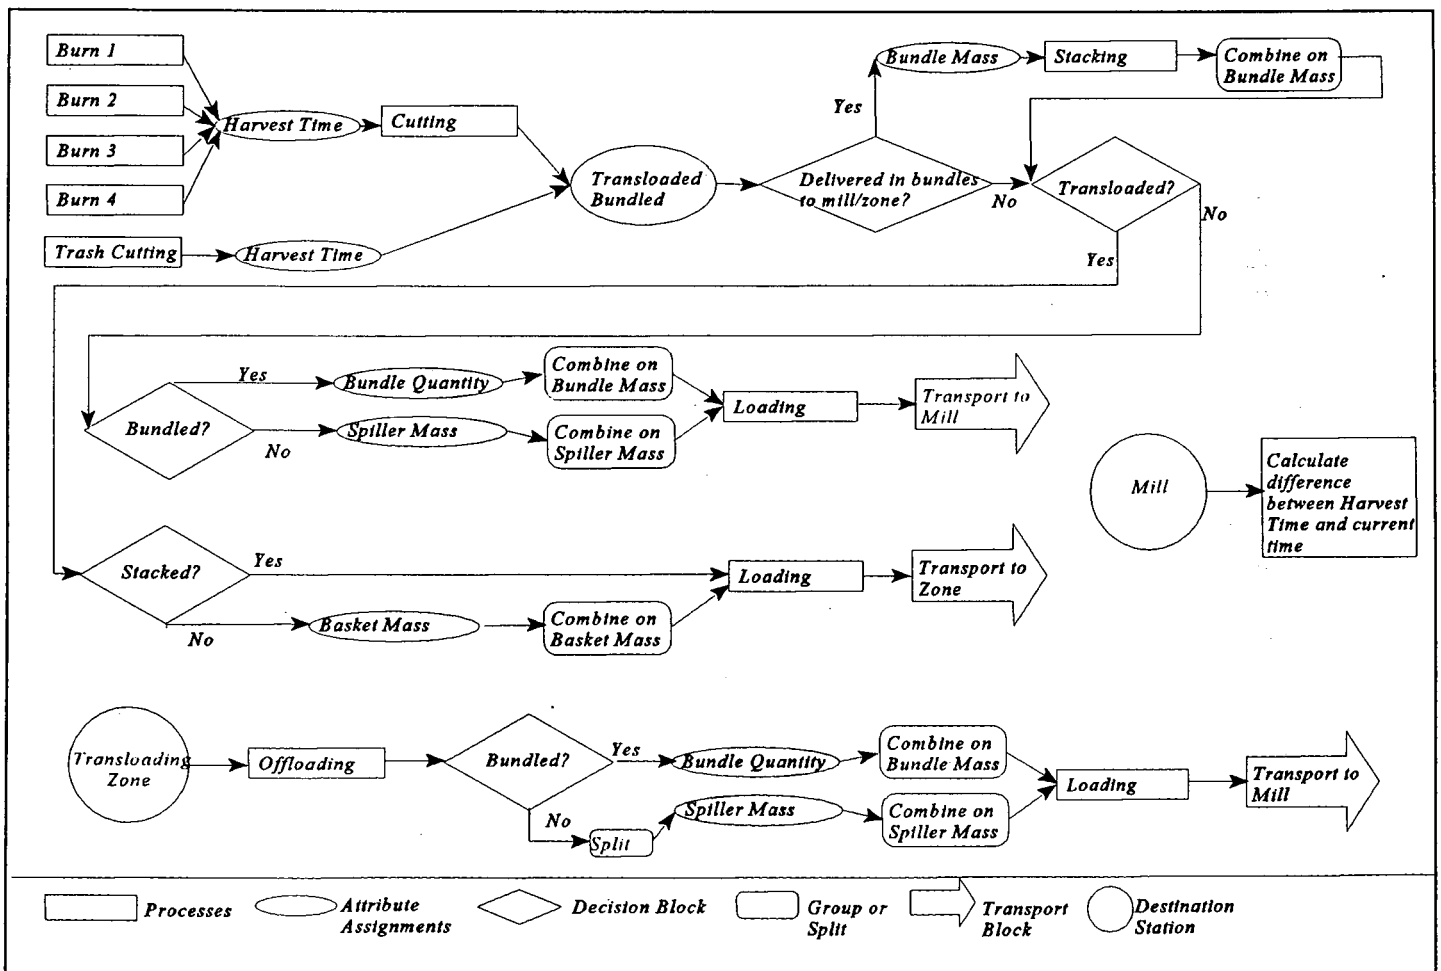 Burn 1
Burn 2
Burn 3
Burn 4
Harvest Time
Cutting
Trash Cutting
Harvest Time
Transloaded
Bundled
Delivered in bundles
to mill/zone?
Yes
No
Bundle Mass
Stacking
Combine on
Bundle Mass
Transloaded?
No
Yes
Bundled?
Yes
No
Bundle Quantity
Combine on
Bundle Mass
Spiller Mass
Combine on
Spiller Mass
Loading
Transport to
Mill
Mill
Calculate
difference
between Harvest
Time and current
time
Stacked?
Yes
No
Basket Mass
Combine on
Basket Mass
Loading
Transport to
Zone
Transloading
Zone
Offloading
Bundled?
Yes
No
Bundle Quantity
Combine on
Bundle Mass
Split
Spiller Mass
Combine on
Spiller Mass
Loading
Transport to
Mill
Processes
Attribute
Assignments
Decision Block
Group or
Split
Transport
Block
Destination
Station